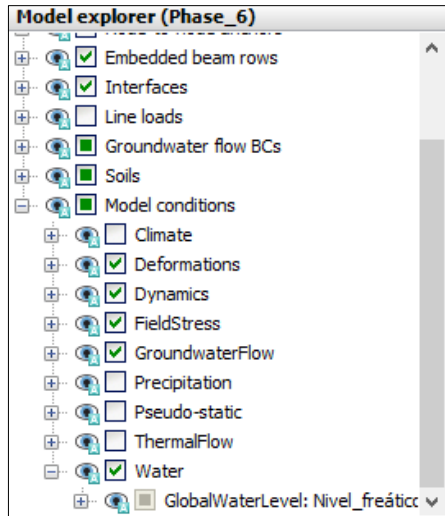 Model explorer (Phase_6)
Embedded beam rows
Interfaces
Line loads
Groundwater flow BCs
Soils
Model conditions
Climate
Deformations
Dynamics
FieldStress
GroundwaterFlow
Precipitation
Pseudo-static
ThermalFlow
Water
GlobalWaterLevel: Nivel_freático